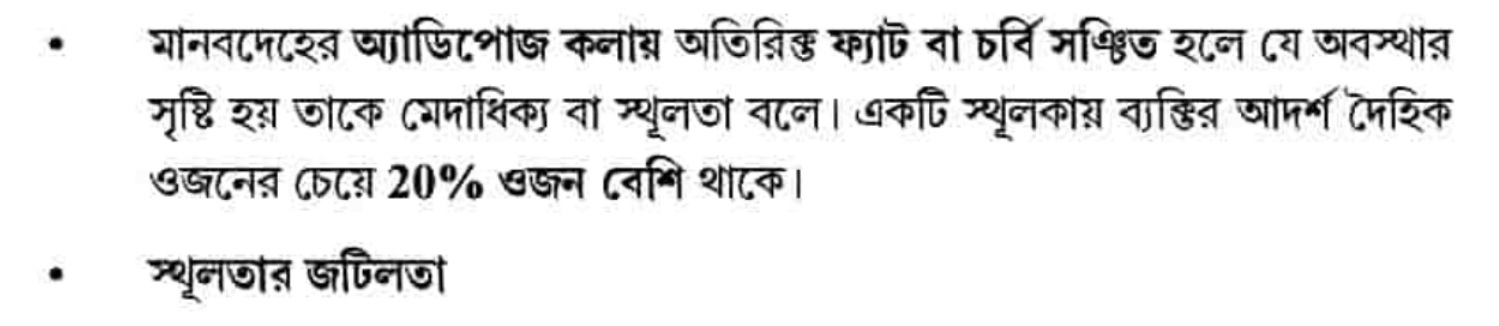 • মানবদেহের অ্যাডিপোজ কলায় অতিরিক্ত ফ্যাট বা চর্বি সঞ্চিত হলে যে অবস্থার
সৃষ্টি হয় তাকে মেদাধিক্য বা স্থূলতা বলে। একটি স্থূলকায় ব্যক্তির আদর্শ দৈহিক
ওজনের চেয়ে 20% ওজন বেশি থাকে।
• স্থূলতার জটিলতা